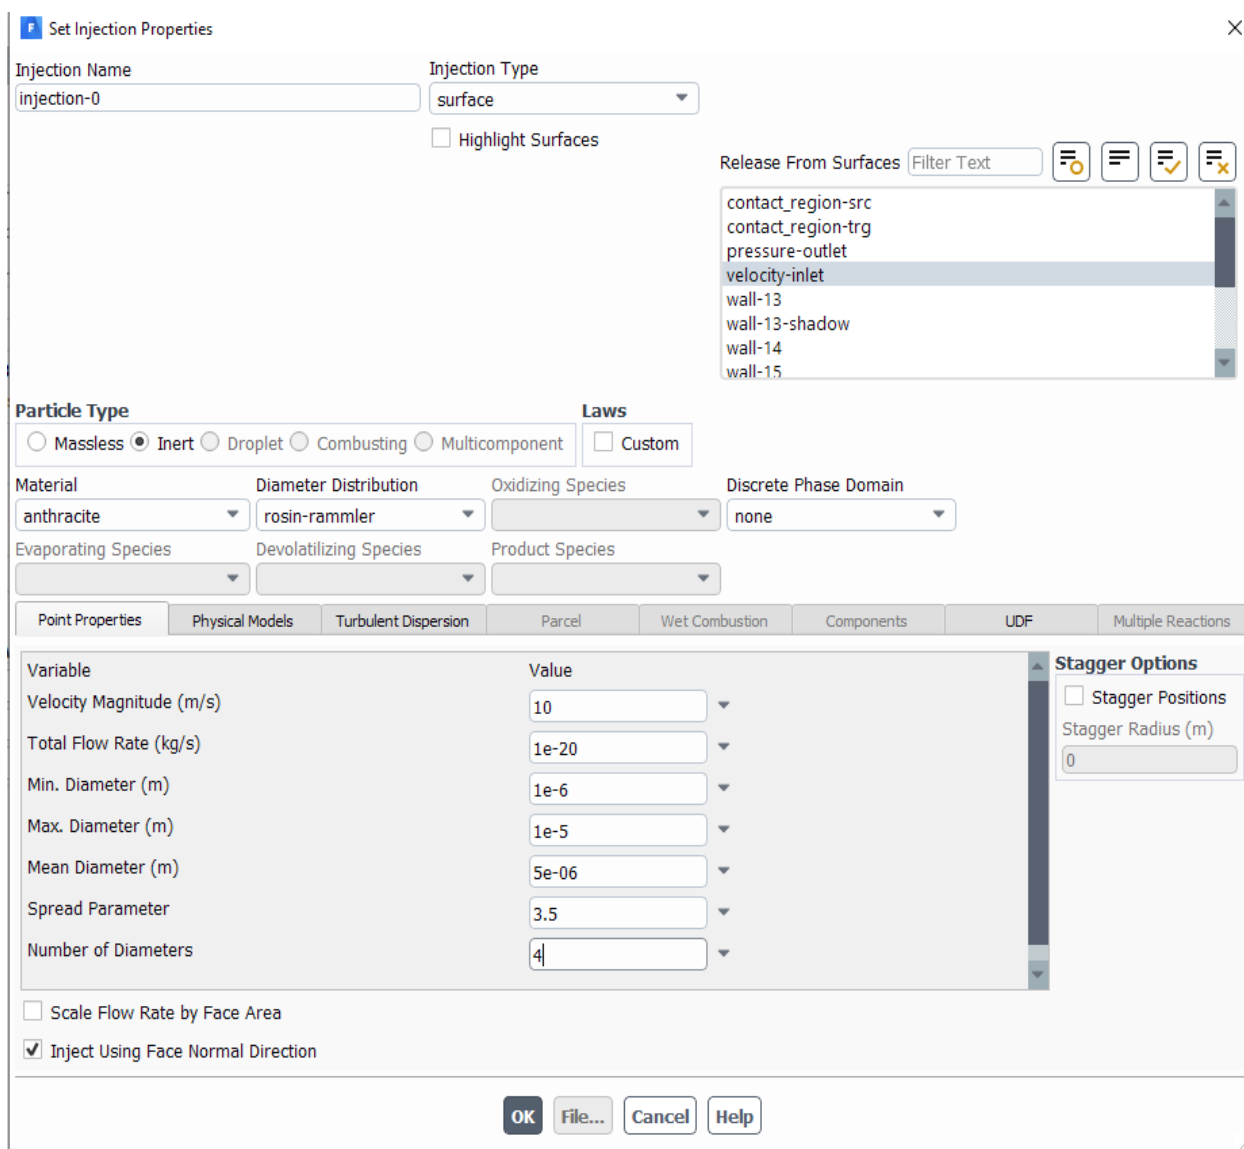 F Set Injection Properties
Injection Name
Injection Type
injection-0
surface
Highlight Surfaces
Release From Surfaces Filter Text
contact_region-src
contact_region-trg
pressure-outlet
velocity-inlet
wall-13
wall-13-shadow
wall-14
wall-15
Particle Type
Laws
Massless Inert Droplet Combusting Multicomponent
Custom
Material Diameter Distribution Oxidizing Species Discrete Phase Domain
anthracite rosin-rammler none
Evaporating Species Devolatilizing Species Product Species
Point Properties Physical Models Turbulent Dispersion Parcel Wet Combustion Components UDF Multiple Reactions
Variable Value
Velocity Magnitude (m/s) 10
Total Flow Rate (kg/s) 1e-20
Min. Diameter (m) 1e-6
Max. Diameter (m) 1e-5
Mean Diameter (m) 5e-06
Spread Parameter 3.5
Number of Diameters 4
Stagger Options
Stagger Positions
Stagger Radius (m)
0
Scale Flow Rate by Face Area
Inject Using Face Normal Direction
OK File... Cancel Help